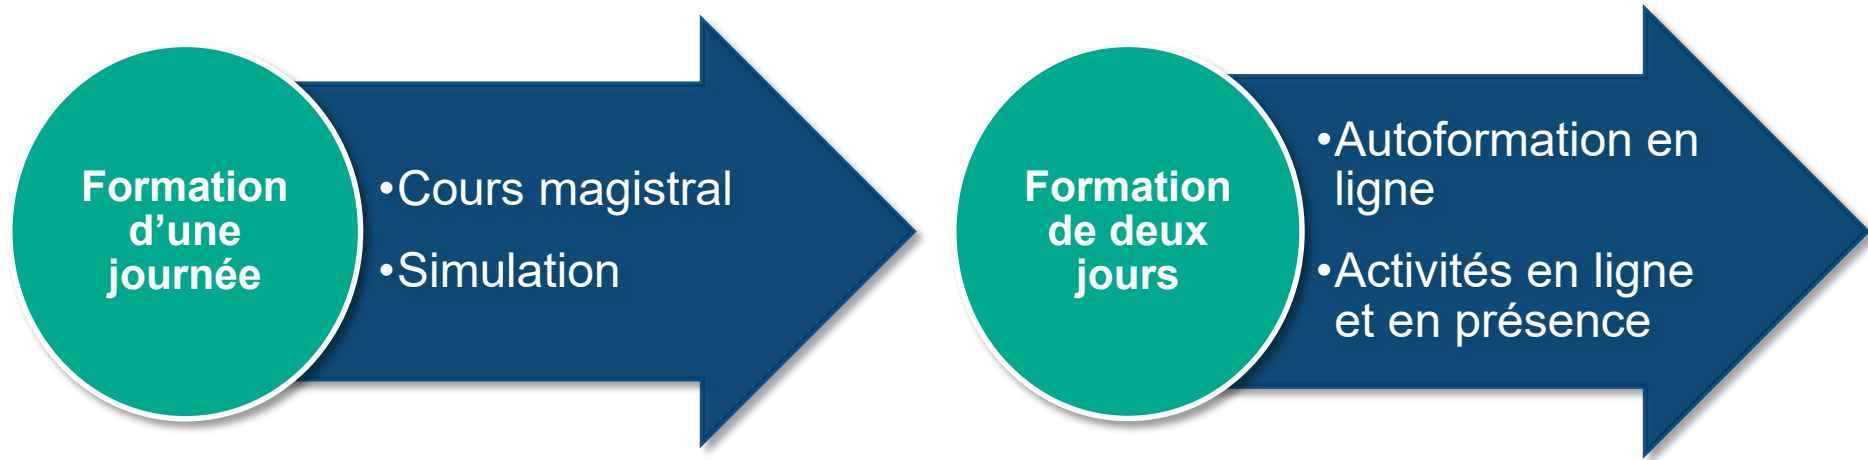 Formation
d’une
journée
•Cours magistral
•Simulation
Formation
de deux
jours
•Autoformation en
ligne
•Activités en ligne
et en présence